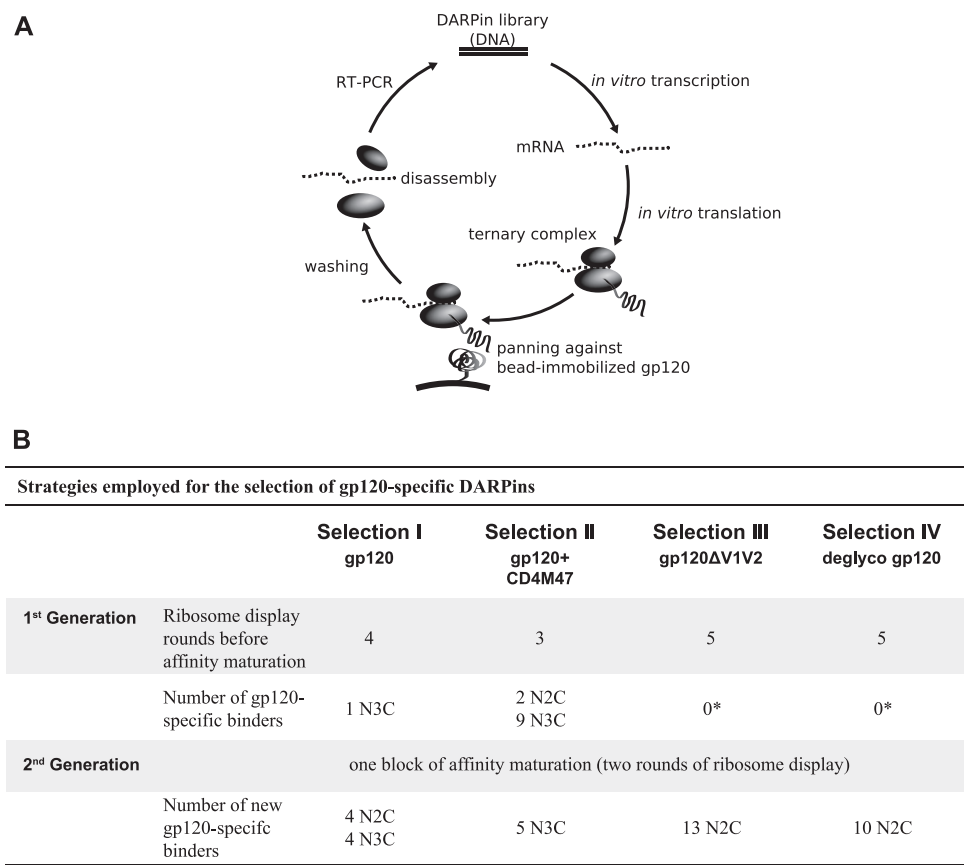 A
DARPin library
(DNA)
RT-PCR
in vitro transcription
mRNA
disassembly
in vitro translation
ternary complex
washing
panning against
bead-immobilized gp120
B
Strategies employed for the selection of gp120-specific DARPins
Selection I
gp120
Selection II
gp120+
CD4M47
Selection III
gp120ΔV1V2
Selection IV
deglyco gp120
1st Generation
Ribosome display
rounds before
affinity maturation
4
3
5
5
Number of gp120-
specific binders
1 N3C
2 N2C
9 N3C
0*
0*
2nd Generation
one block of affinity maturation (two rounds of ribosome display)
Number of new
gp120-specifc
binders
4 N2C
4 N3C
5 N3C
13 N2C
10 N2C